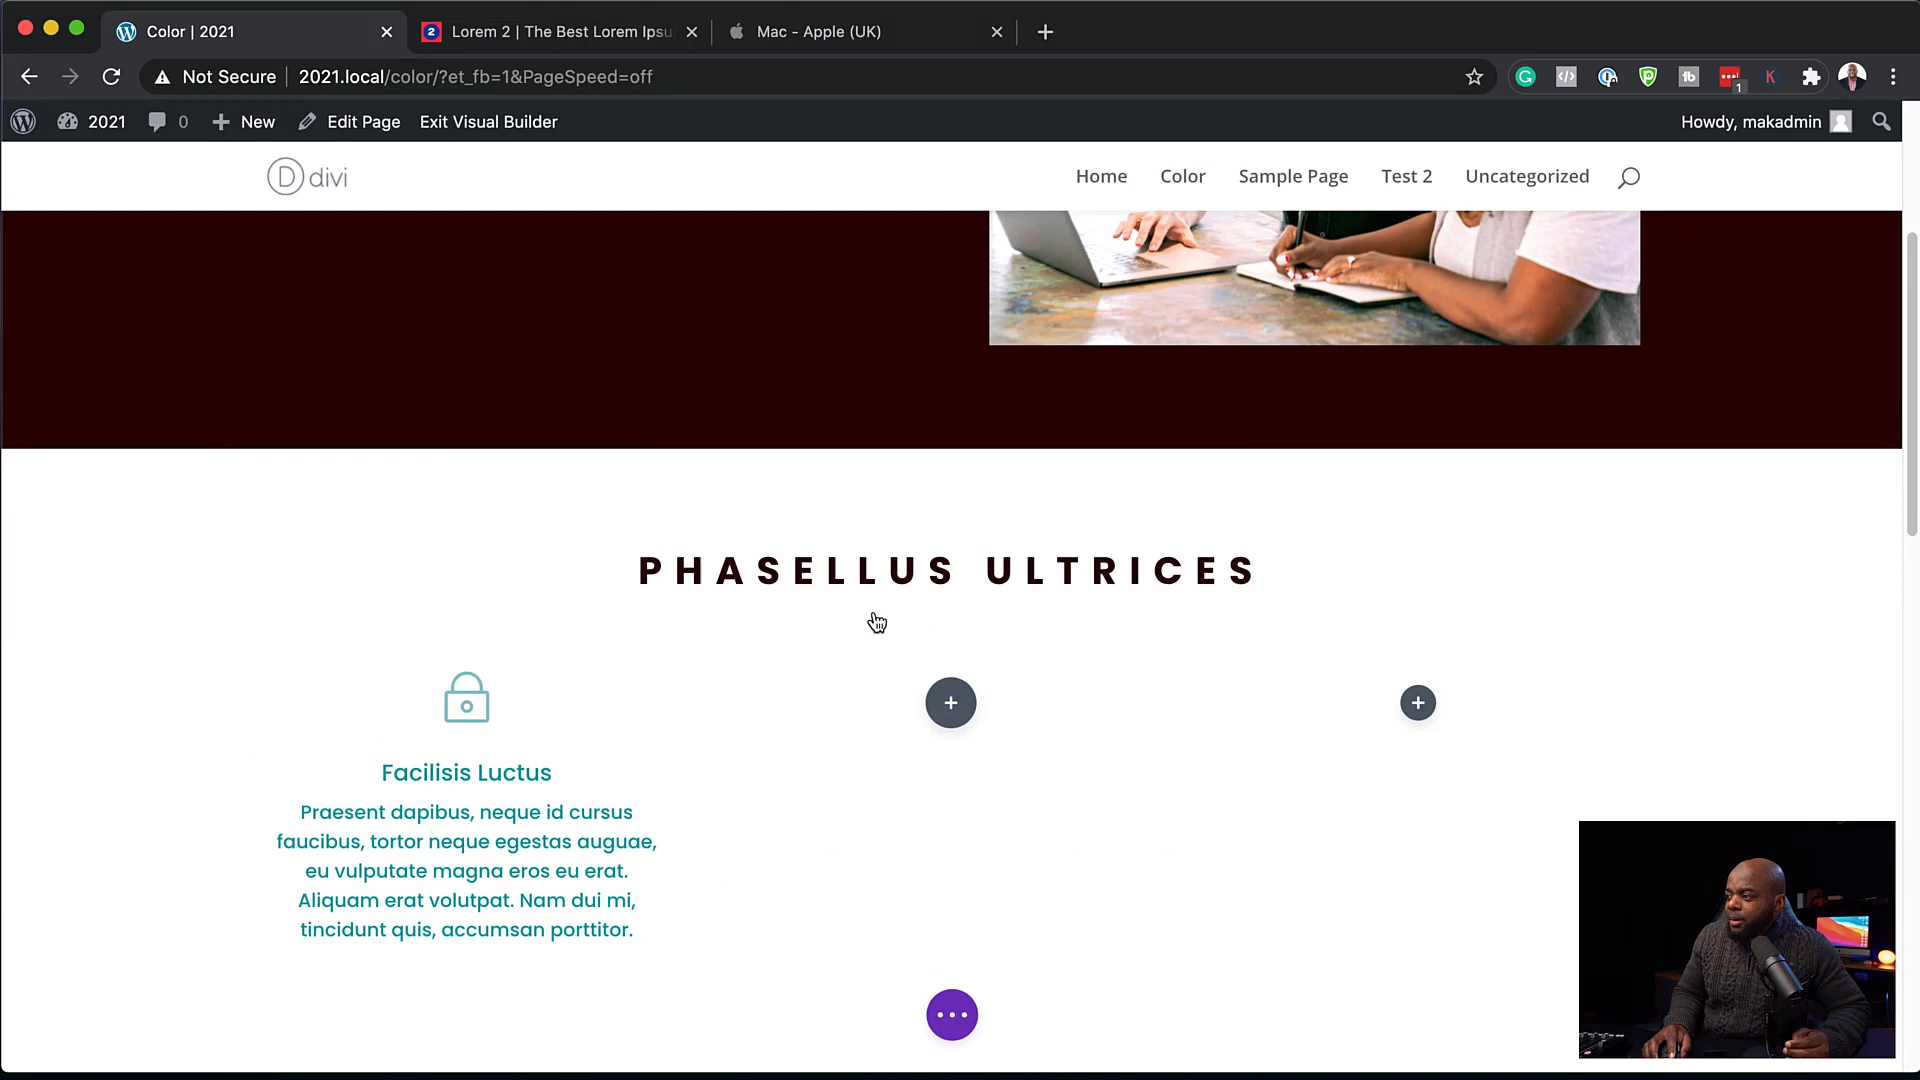 Color | 2021
Lorem 2 | The Best Lorem Ipsu
Mac - Apple (UK)
Not Secure
2021.local/color/?et_fb=1&PageSpeed=off
1
2021
0
New
Edit Page
Exit Visual Builder
Howdy, makadmin
D divi
Home
Color
Sample Page
Test 2
Uncategorized
PHASELLUS ULTRICES
Facilisis Luctus
Praesent dapibus, neque id cursus
faucibus, tortor neque egestas auguae,
eu vulputate magna eros eu erat.
Aliquam erat volutpat. Nam dui mi,
tincidunt quis, accumsan porttitor.